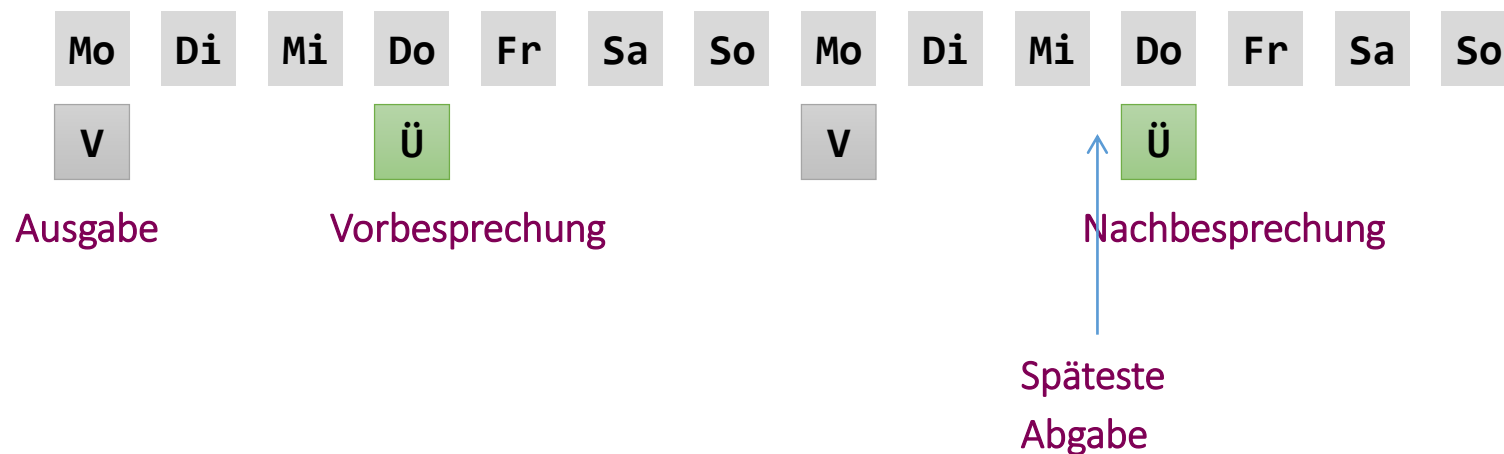 Mo Di Mi Do Fr Sa So Mo Di Mi Do Fr Sa So
V Ü V Ü
Ausgabe Vorbesprechung Nachbesprechung
Späteste
Abgabe